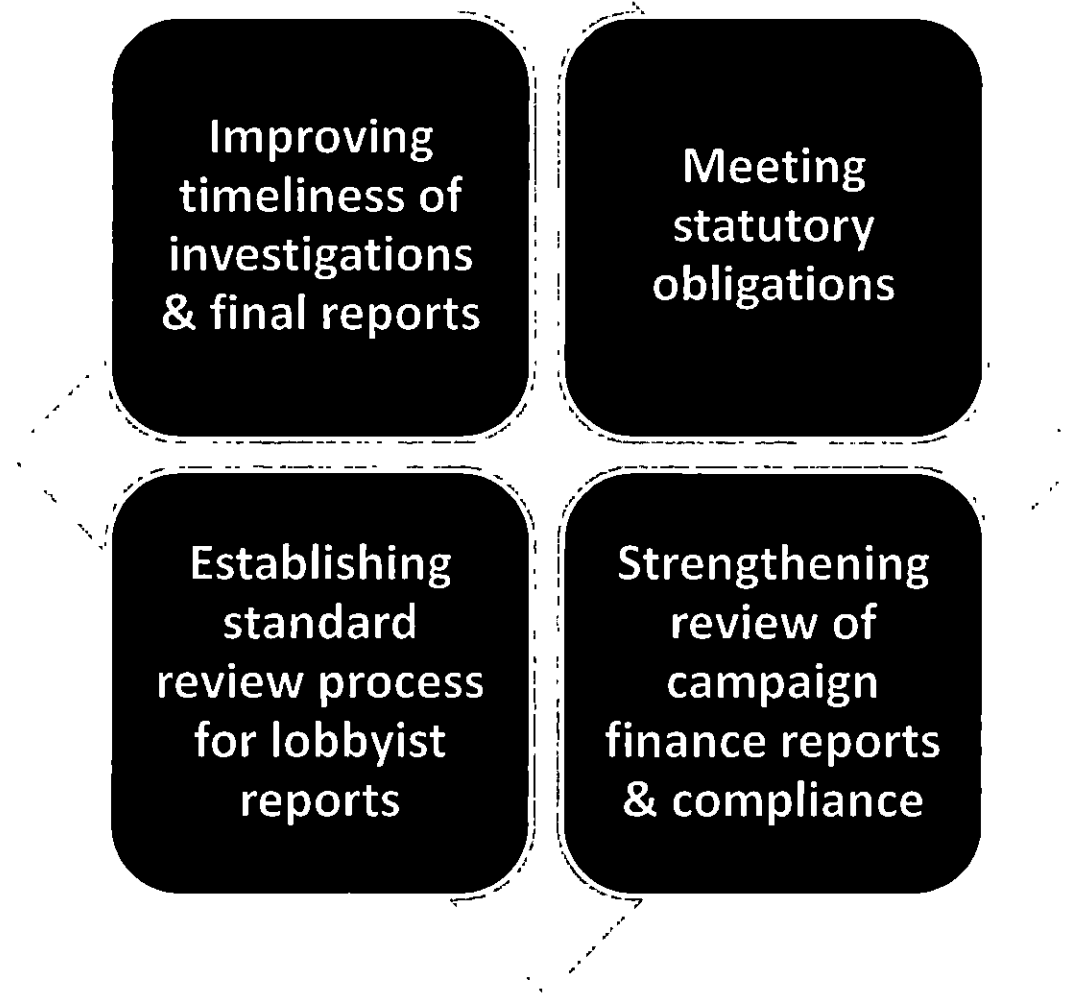 Improving
timeliness of
investigations
& final reports
Meeting
statutory
obligations
Establishing
standard
review process
for lobbyist
reports
Strengthening
review of
campaign
finance reports
& compliance